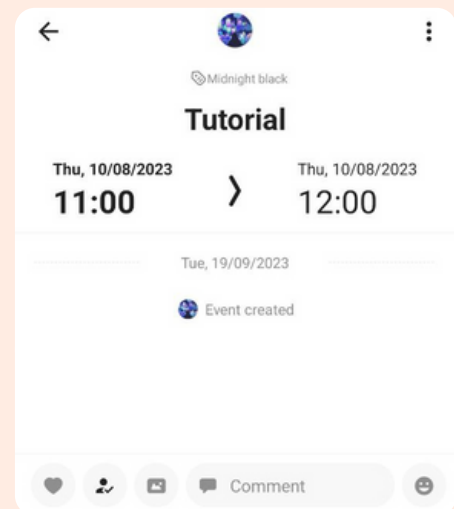 Midnight black
Tutorial
Thu, 10/08/2023
11:00
Thu, 10/08/2023
12:00
Tue, 19/09/2023
Event created
Comment